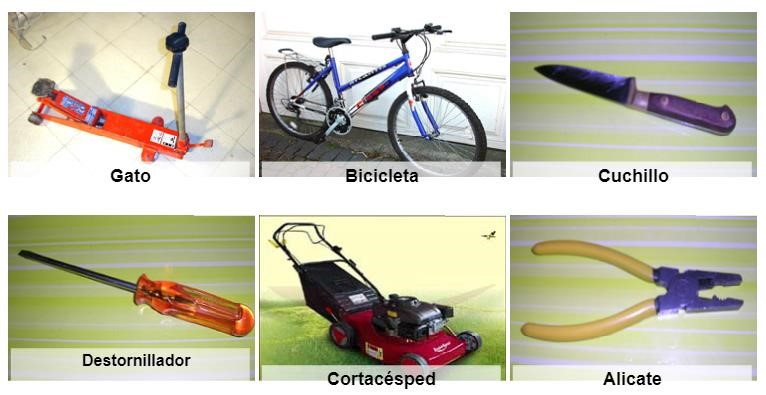 Gato
Bicicleta
Cuchillo
Destornillador
Cortacésped
Alicate